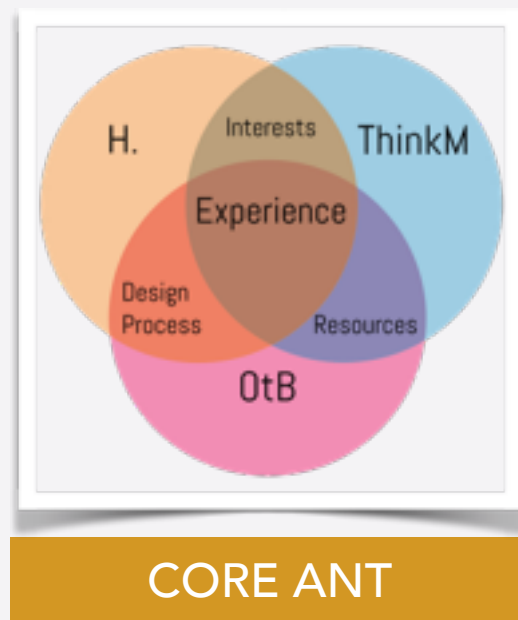 H.
Interests
ThinkM
Experience
Design
Process
Resources
OtB
CORE ANT